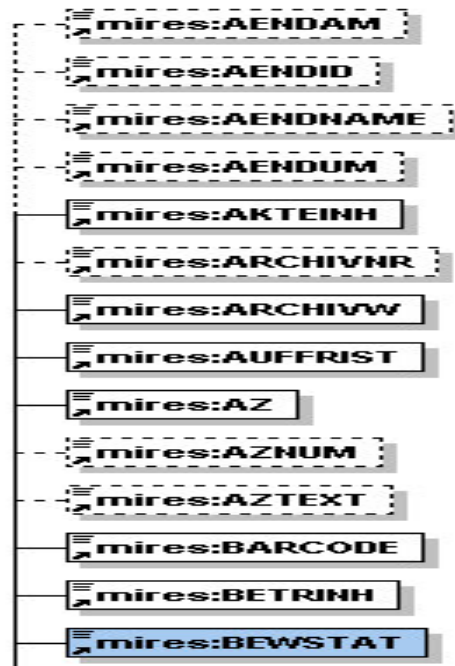 mires:AENDAM
mires:AENDID
mires:AENDNAME
mires:AENDUM
mires:AKTEINH
mires:ARCHIVNR
mires:ARCHIVW
mires:AUFFRIST
mires:AZ
mires:AZNUM
mires:AZTEXT
mires:BARCODE
mires:BETRINH
mires:BEWSTAT